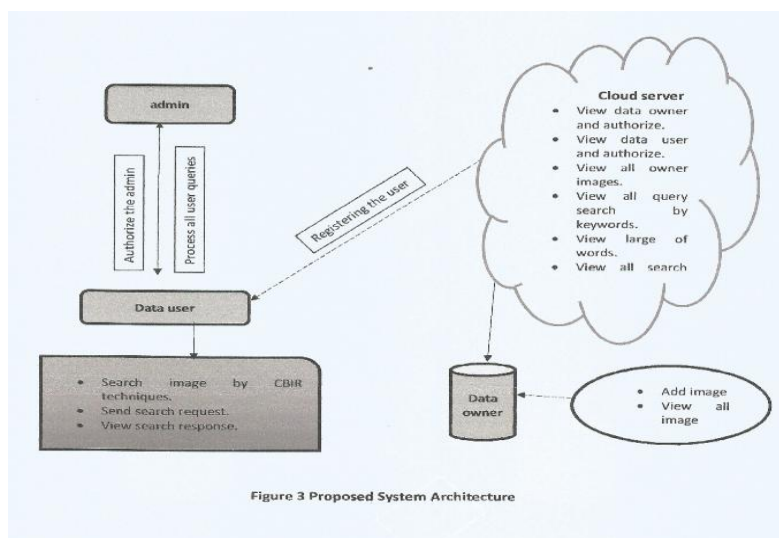 admin
Authorize the admin
Process all user queries
Registering the user
Cloud server
• View data owner
and authorize.
• View data user
and authorize.
• View all owner
images.
• View all query
search by
keywords.
• View large of
words.
• View all search
Data user
• Search image by CBIR
techniques.
• Send search request.
• View search response.
Data
owner
• Add image
• View all
image
Figure 3 Proposed System Architecture